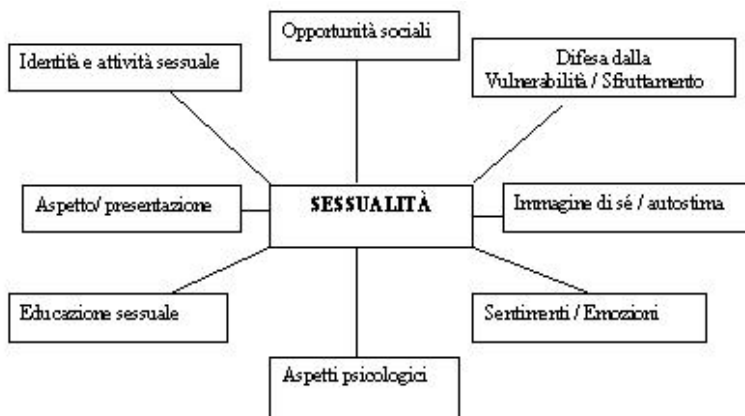 Opportunità sociali
Identità e attività sessuale
Difesa dalla
Vulnerabilità / Sfruttamento
Aspetto/ presentazione
SESSUALITÀ
Immagine di sé / autostima
Educazione sessuale
Sentimenti / Emozioni
Aspetti psicologici